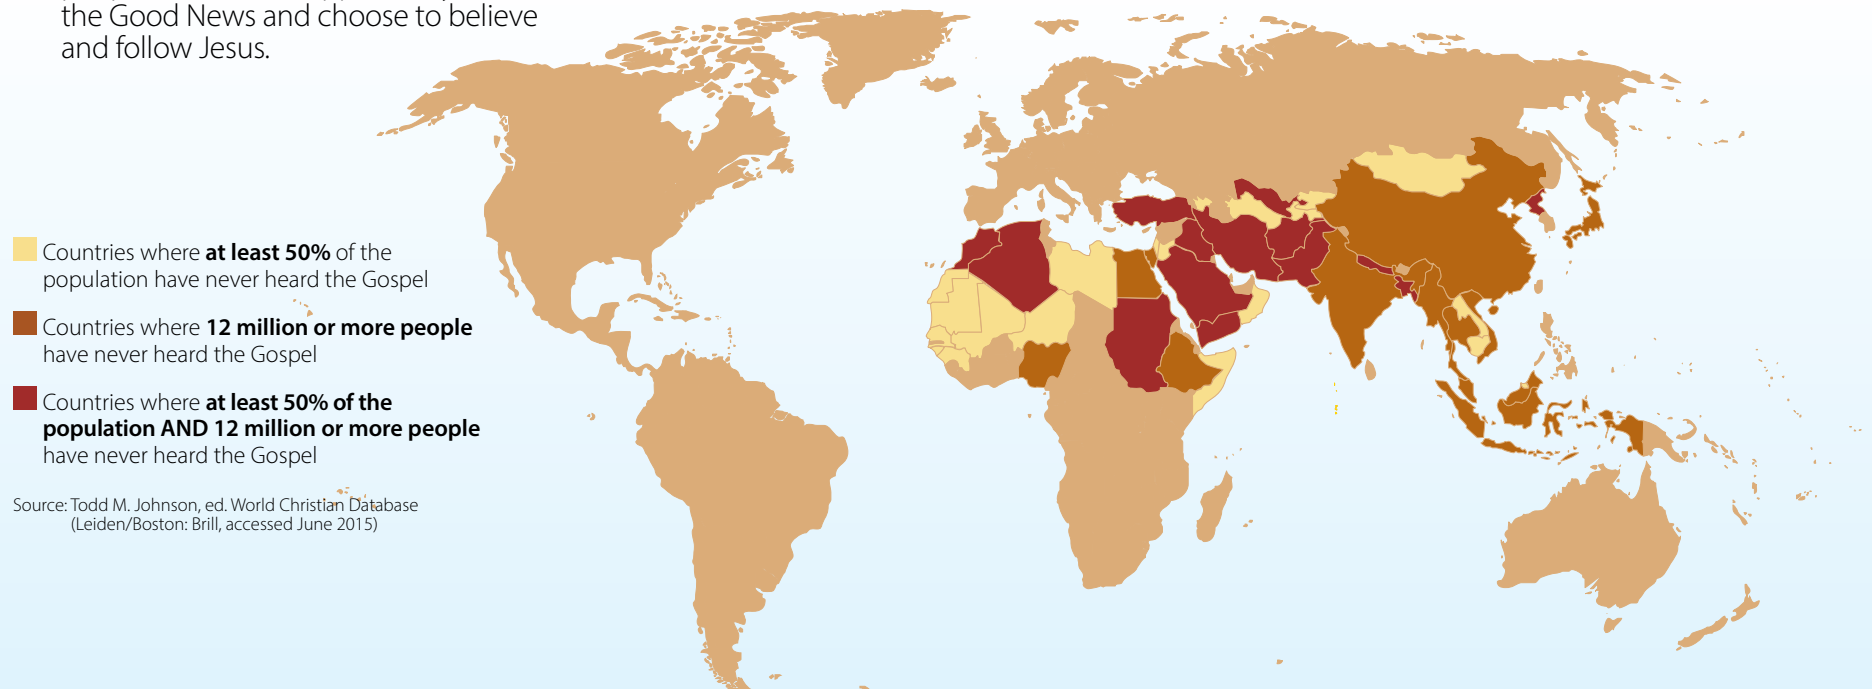 the Good News and choose to believe
and follow Jesus.
Countries where at least 50% of the
population have never heard the Gospel
Countries where 12 million or more people
have never heard the Gospel
Countries where at least 50% of the
population AND 12 million or more people
have never heard the Gospel
Source: Todd M. Johnson, ed. World Christian Database
(Leiden/Boston: Brill, accessed June 2015)